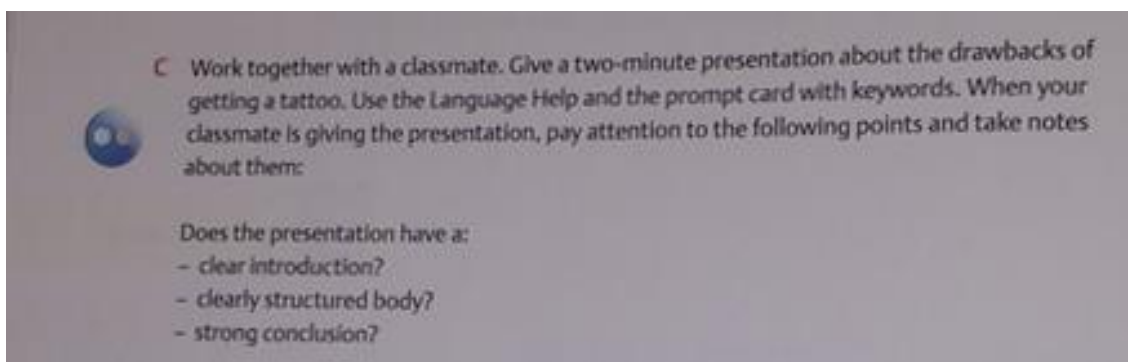 C Work together with a classmate. Give a two-minute presentation about the drawbacks of
getting a tattoo. Use the Language Help and the prompt card with keywords. When your
classmate is giving the presentation, pay attention to the following points and take notes
about them:
Does the presentation have a:
– clear introduction?
– clearly structured body?
– strong conclusion?